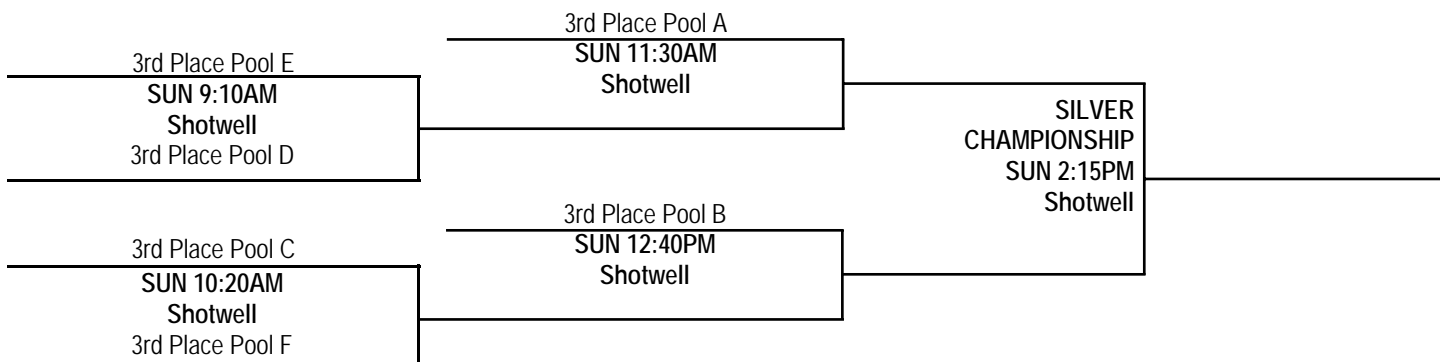 3rd Place Pool A
SUN 11:30AM
Shotwell
3rd Place Pool E
SUN 9:10AM
Shotwell
3rd Place Pool D
SILVER
CHAMPIONSHIP
SUN 2:15PM
Shotwell
3rd Place Pool B
SUN 12:40PM
Shotwell
3rd Place Pool C
SUN 10:20AM
Shotwell
3rd Place Pool F